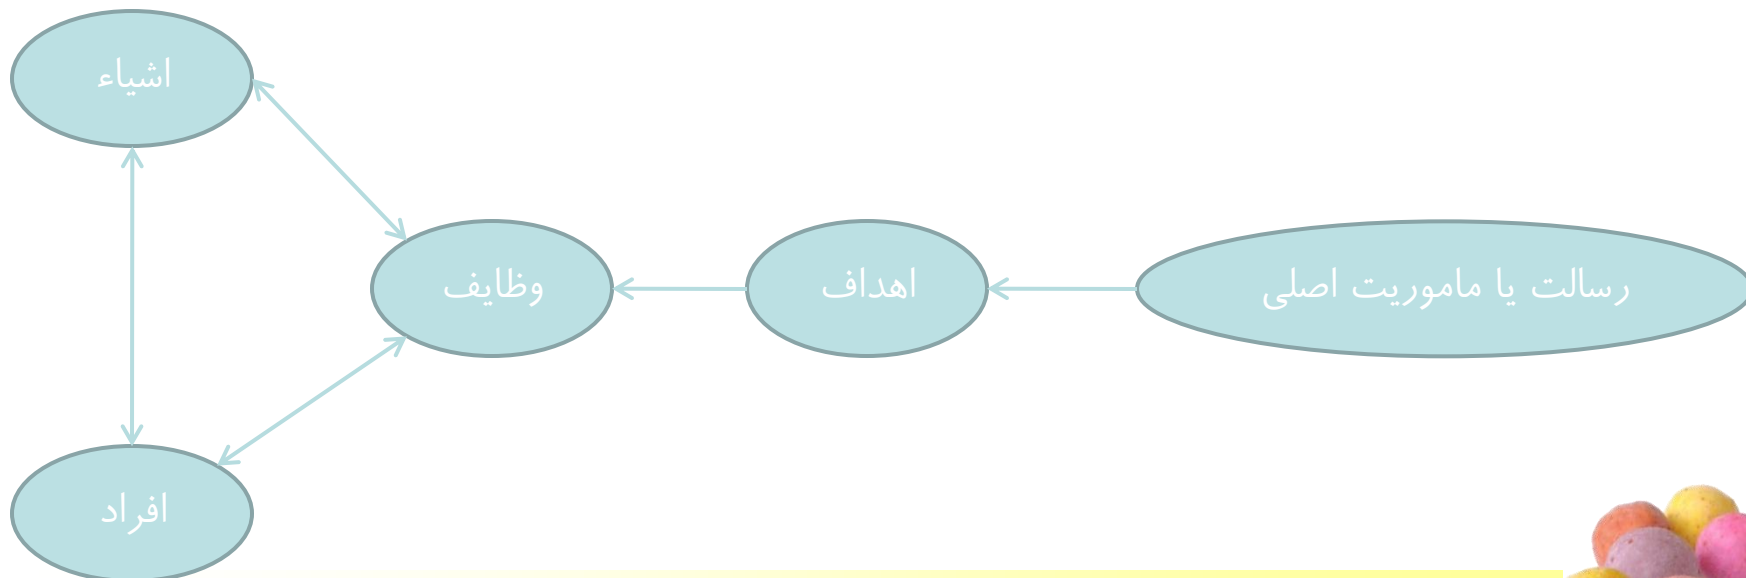 اشیاء
رسالت یا ماموریت اصلی
اهداف
وظایف
افراد